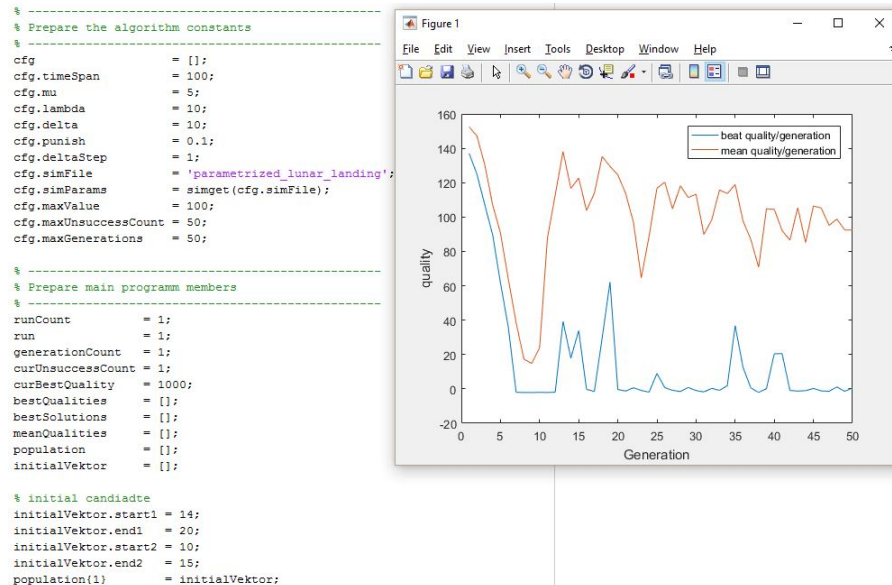 % -------------------------------------------------
% Prepare the algorithm constants
% -------------------------------------------------
cfg = [];
cfg.timeSpan = 100;
cfg.mu = 5;
cfg.lambda = 10;
cfg.delta = 10;
cfg.punish = 0.1;
cfg.deltaStep = 1;
cfg.simFile = 'parametrized_lunar_landing';
cfg.simParams = simget(cfg.simFile);
cfg.maxValue = 100;
cfg.maxUnsuccessCount = 50;
cfg.maxGenerations = 50;
% -------------------------------------------------
% Prepare main programm members
% -------------------------------------------------
runCount = 1;
run = 1;
generationCount = 1;
curUnsuccessCount = 1;
curBestQuality = 1000;
bestQualities = [];
bestSolutions = [];
meanQualities = [];
population = [];
initialVektor = [];
% initial candiadte
initialVektor.start1 = 14;
initialVektor.end1 = 20;
initialVektor.start2 = 10;
initialVektor.end2 = 15;
population{1} = initialVektor;
Figure 1
File Edit View Insert Tools Desktop Window Help
160
140
120
100
80
60
40
20
0
-20
quality
beat quality/generation
mean quality/generation
0 5 10 15 20 25 30 35 40 45 50
Generation